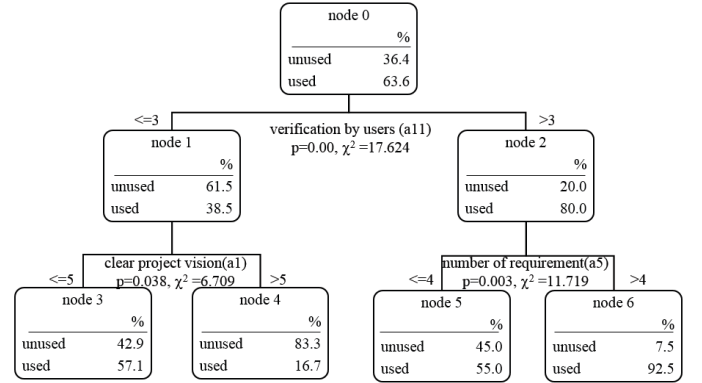 node 0
%
unused 36.4
used 63.6
<=3
>3
verification by users (a11)
p=0.00, χ² =17.624
node 1
%
unused 61.5
used 38.5
node 2
%
unused 20.0
used 80.0
clear project vision(a1)
p=0.038, χ² =6.709
<=5
>5
number of requirement(a5)
p=0.003, χ² =11.719
<=4
>4
node 3
%
unused 42.9
used 57.1
node 4
%
unused 83.3
used 16.7
node 5
%
unused 45.0
used 55.0
node 6
%
unused 7.5
used 92.5